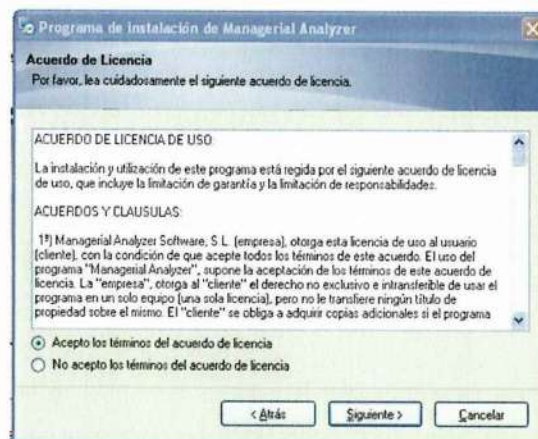 Programa de instalación de Managerial Analyzer
Acuerdo de Licencia
Por favor, lea cuidadosamente el siguiente acuerdo de licencia.
ACUERDO DE LICENCIA DE USO
La instalación y utilización de este programa está regida por el siguiente acuerdo de licencia
de uso, que incluye la limitación de garantía y la limitación de responsabilidades.
ACUERDOS Y CLAUSULAS:
1ª) Managerial Analyzer Software, S.L. (empresa), otorga esta licencia de uso al usuario
(cliente), con la condición de que acepte todos los términos de este acuerdo. El uso del
programa "Managerial Analyzer", supone la aceptación de los términos de este acuerdo de
licencia. La "empresa", otorga al "cliente" el derecho no exclusivo e intransferible de usar el
programa en un solo equipo (una sola licencia), pero no le transfiere ningún título de
propiedad sobre el mismo. El "cliente" se obliga a adquirir copias adicionales si el programa
Acepto los términos del acuerdo de licencia
No acepto los términos del acuerdo de licencia
< Atrás Siguiente > Cancelar